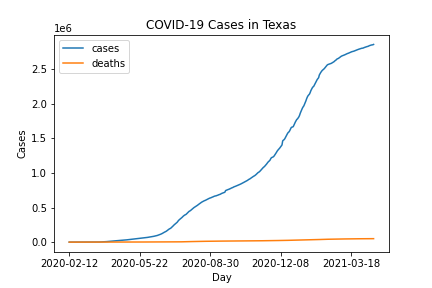 COVID-19 Cases in Texas
1e6
cases
deaths
2.5
2.0
1.5
1.0
0.5
0.0
Cases
2020-02-12 2020-05-22 2020-08-30 2020-12-08 2021-03-18
Day